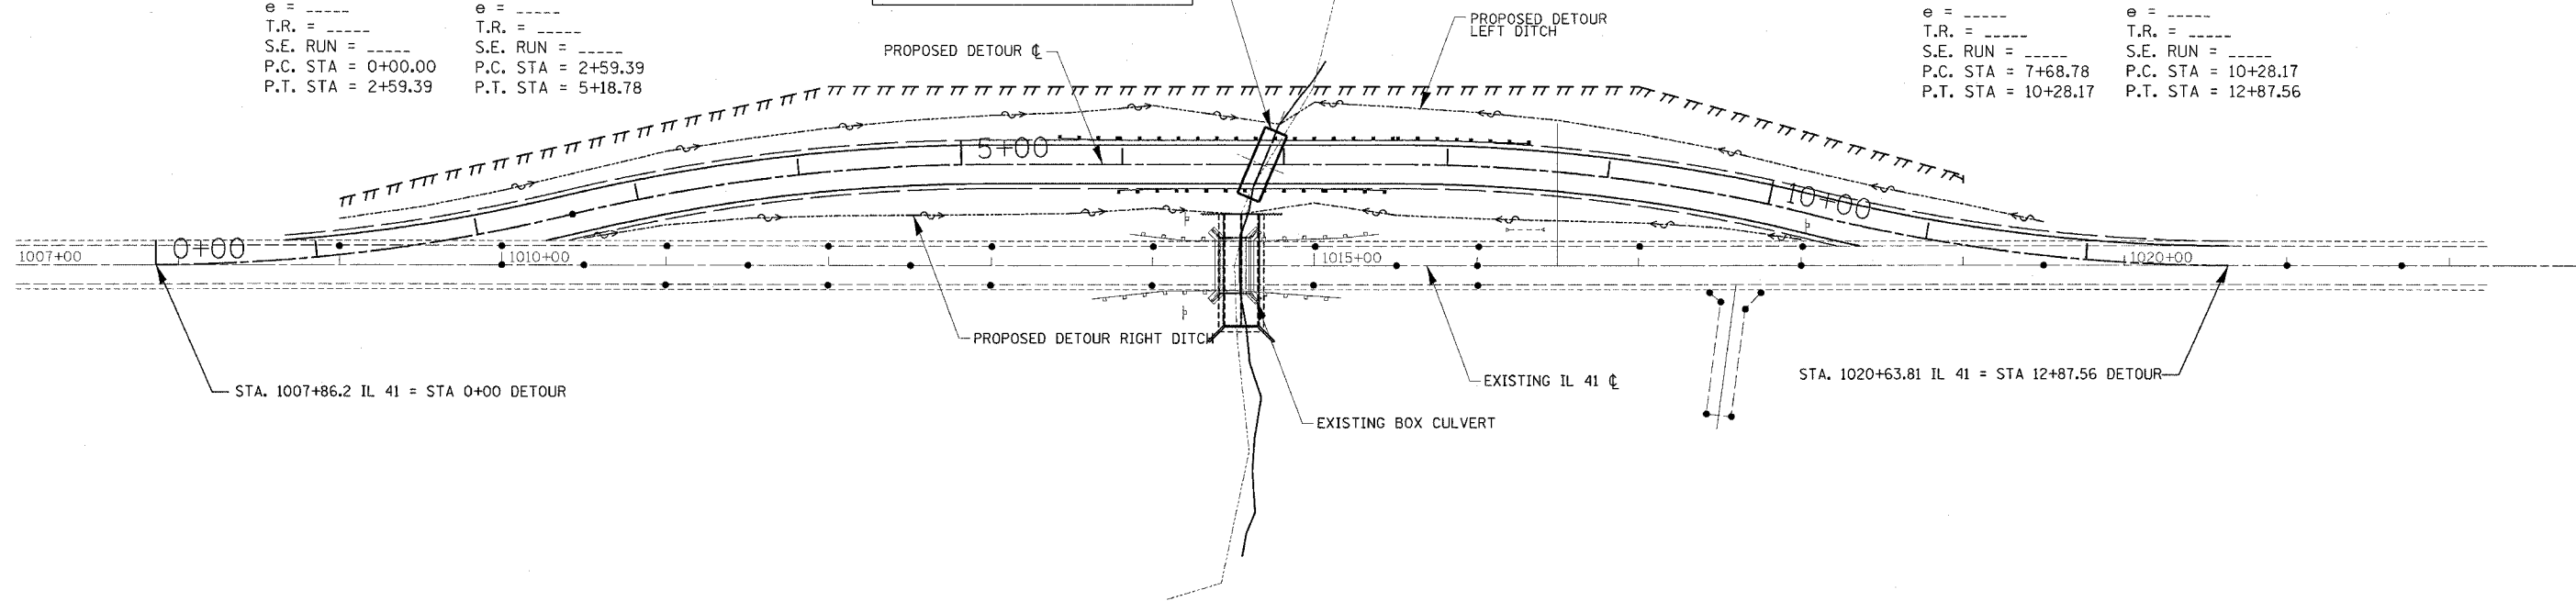 e = _____
T.R. = _____
S.E. RUN = _____
P.C. STA = 0+00.00
P.T. STA = 2+59.39
e = _____
T.R. = _____
S.E. RUN = _____
P.C. STA = 2+59.39
P.T. STA = 5+18.78
PROPOSED DETOUR ℄
PROPOSED DETOUR
LEFT DITCH
e = _____
T.R. = _____
S.E. RUN = _____
P.C. STA = 7+68.78
P.T. STA = 10+28.17
e = _____
T.R. = _____
S.E. RUN = _____
P.C. STA = 10+28.17
P.T. STA = 12+87.56
5+00
10+00
0+00
1007+00
1010+00
1015+00
1020+00
PROPOSED DETOUR RIGHT DITCH
STA. 1007+86.2 IL 41 = STA 0+00 DETOUR
EXISTING IL 41 ℄
STA. 1020+63.81 IL 41 = STA 12+87.56 DETOUR
EXISTING BOX CULVERT